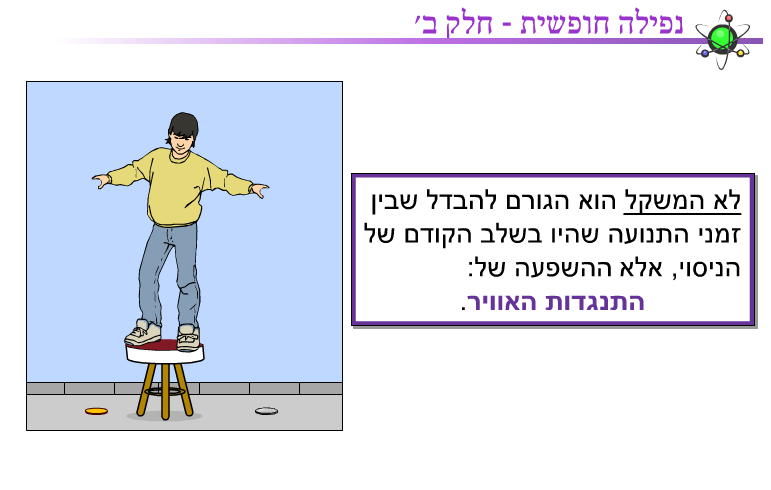 נפילה חופשית - חלק ב׳
לא המשקל הוא הגורם להבדל שבין
זמני התנועה שהיו בשלב הקודם של
הניסוי, אלא ההשפעה של:
התנגדות האוויר.